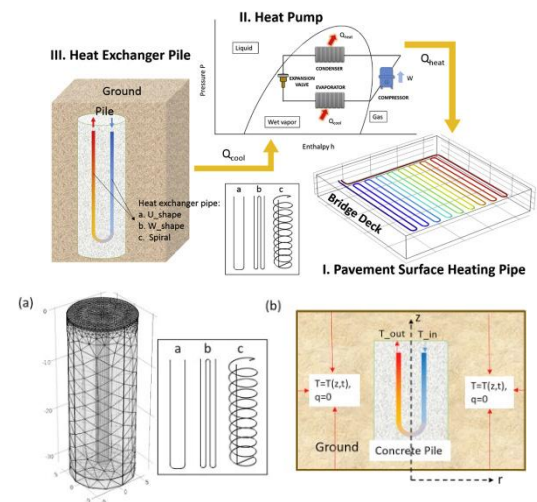 II. Heat Pump
III. Heat Exchanger Pile
Ground
Pile
Heat exchanger pipe:
a. U_shape
b. W_shape
c. Spiral
Q_cool
Pressure P
Liquid
Q_heat
CONDENSER
EXPANSION
VALVE
EVAPORATOR
W
COMPRESSOR
Wet vapor
Q_cool
Gas
Enthalpy h
Q_heat
a b c
Bridge Deck
I. Pavement Surface Heating Pipe
(a)
0
-10
-20
-30
a b c
(b)
z
T_out T_in
T=T(z,t),
q=0
T=T(z,t),
q=0
Ground
Concrete Pile
r